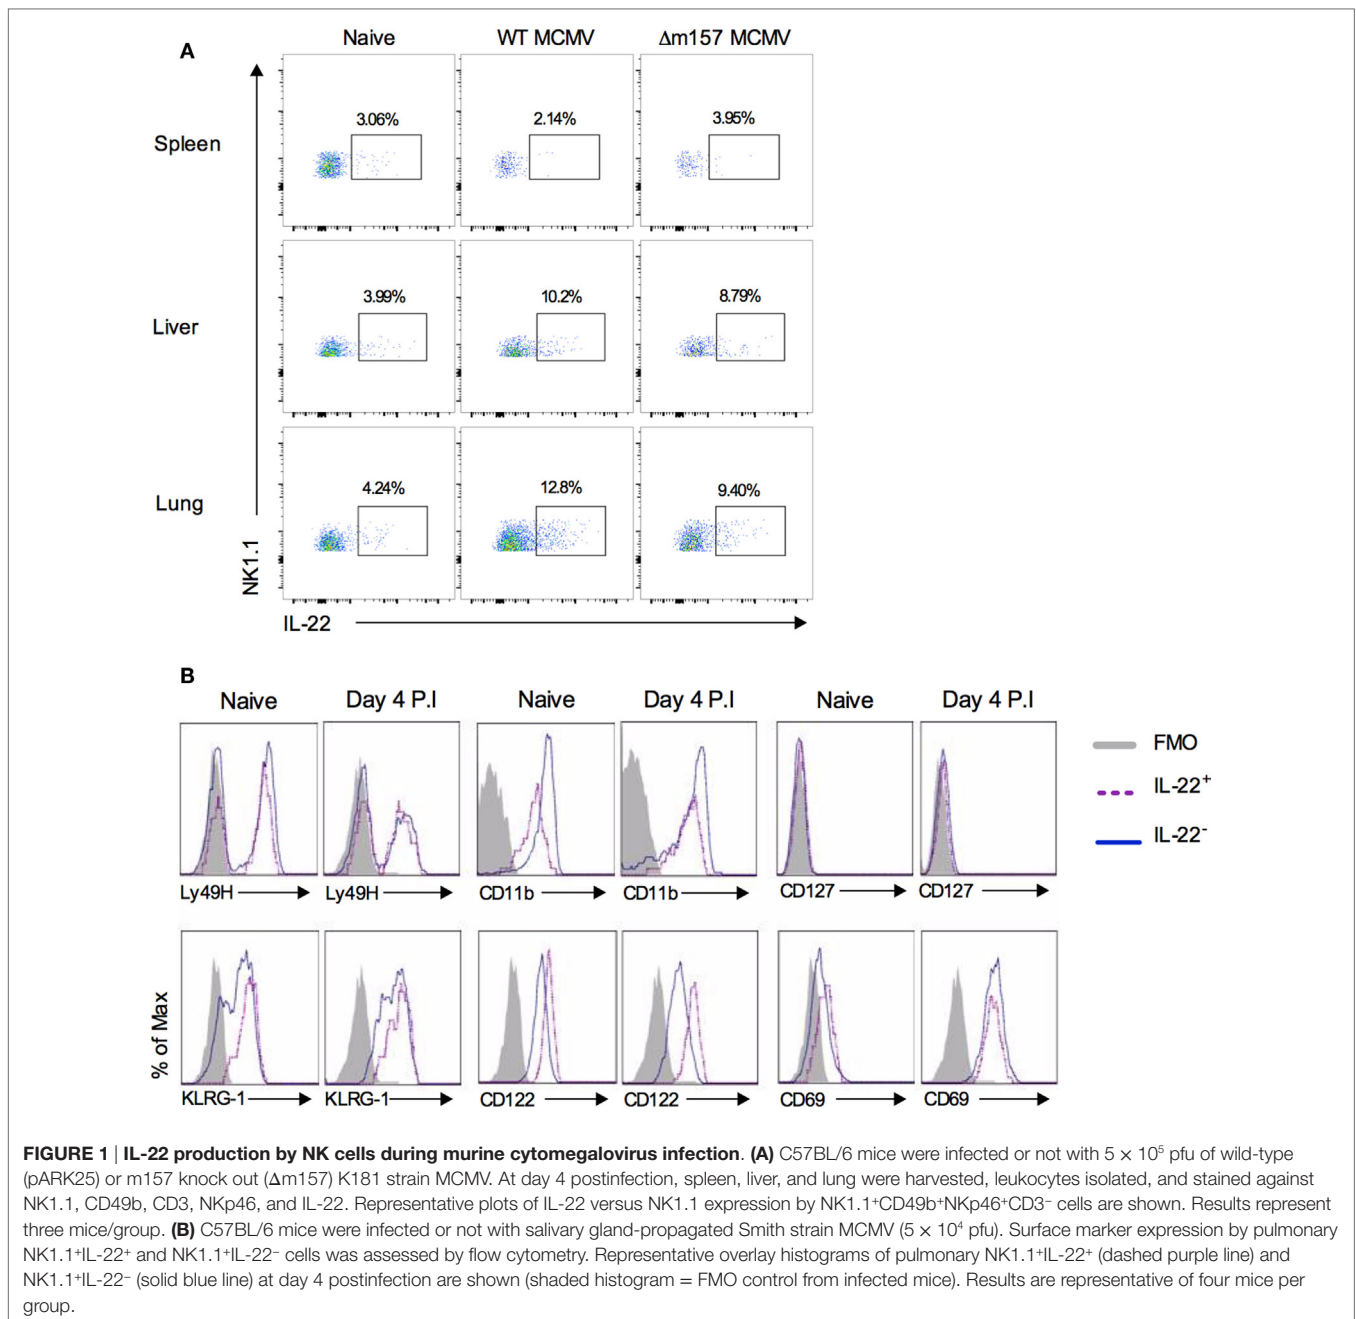 A
Naive
WT MCMV
Δm157 MCMV
Spleen
3.06%
2.14%
3.95%
Liver
3.99%
10.2%
8.79%
Lung
4.24%
12.8%
9.40%
NK1.1
IL-22
B
Naive
Day 4 P.I
Naive
Day 4 P.I
Naive
Day 4 P.I
FMO
IL-22⁺
IL-22⁻
Ly49H
Ly49H
CD11b
CD11b
CD127
CD127
% of Max
KLRG-1
KLRG-1
CD122
CD122
CD69
CD69
FIGURE 1 | IL-22 production by NK cells during murine cytomegalovirus infection. (A) C57BL/6 mice were infected or not with 5 × 10⁵ pfu of wild-type
(pARK25) or m157 knock out (Δm157) K181 strain MCMV. At day 4 postinfection, spleen, liver, and lung were harvested, leukocytes isolated, and stained against
NK1.1, CD49b, CD3, NKp46, and IL-22. Representative plots of IL-22 versus NK1.1 expression by NK1.1⁺CD49b⁺NKp46⁺CD3⁻ cells are shown. Results represent
three mice/group. (B) C57BL/6 mice were infected or not with salivary gland-propagated Smith strain MCMV (5 × 10⁴ pfu). Surface marker expression by pulmonary
NK1.1⁺IL-22⁺ and NK1.1⁺IL-22⁻ cells was assessed by flow cytometry. Representative overlay histograms of pulmonary NK1.1⁺IL-22⁺ (dashed purple line) and
NK1.1⁺IL-22⁻ (solid blue line) at day 4 postinfection are shown (shaded histogram = FMO control from infected mice). Results are representative of four mice per
group.